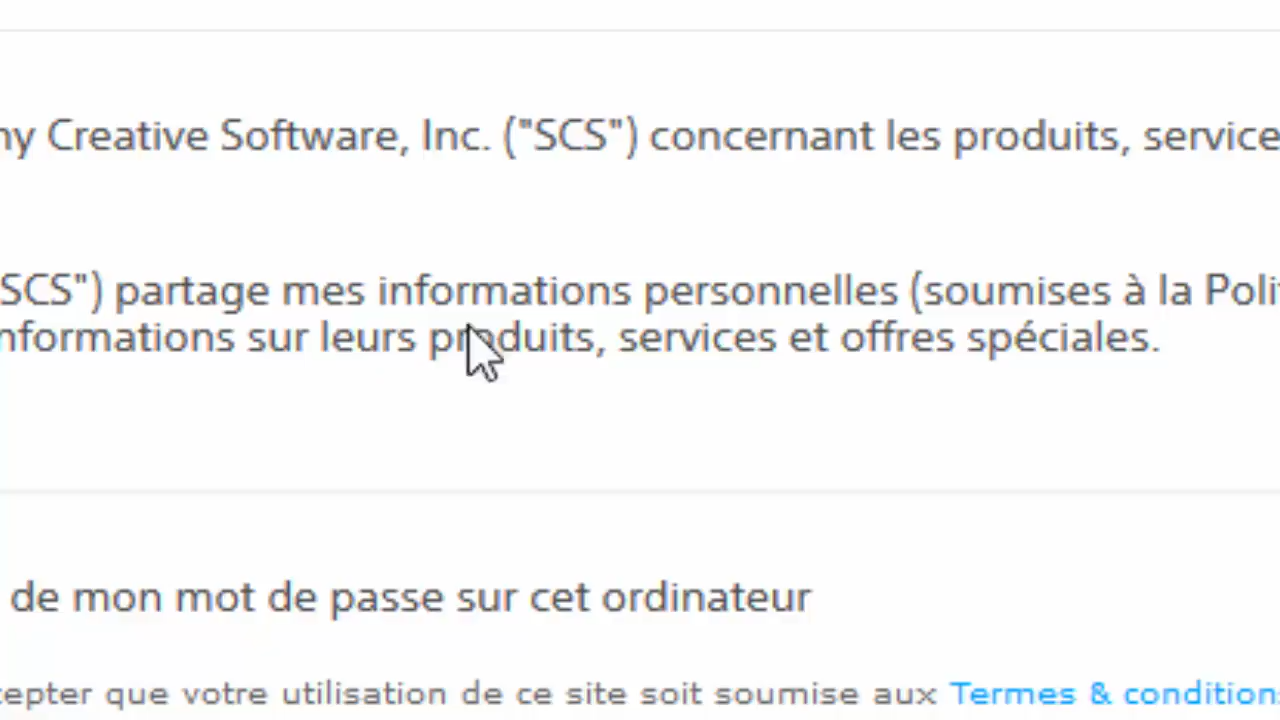 ny Creative Software, Inc. ("SCS") concernant les produits, service
SCS") partage mes informations personnelles (soumises à la Poli
nformations sur leurs produits, services et offres spéciales.
de mon mot de passe sur cet ordinateur
cepter que votre utilisation de ce site soit soumise aux Termes & conditions